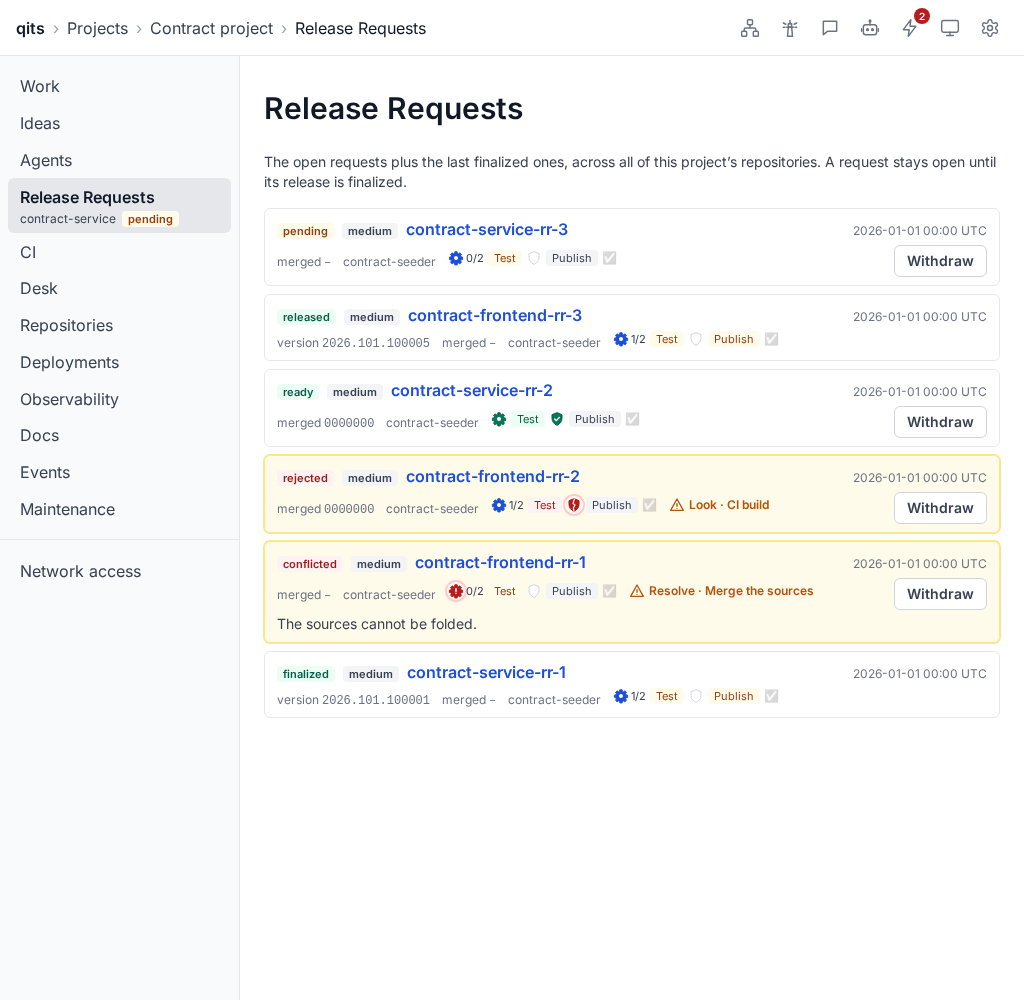 qits › Projects › Contract project › Release Requests
2
Work
Ideas
Agents
Release Requests
contract-service pending
CI
Desk
Repositories
Deployments
Observability
Docs
Events
Maintenance
Network access
Release Requests
The open requests plus the last finalized ones, across all of this project’s repositories. A request stays open until
its release is finalized.
pending medium contract-service-rr-3 2026-01-01 00:00 UTC
merged – contract-seeder 0/2 Test Publish Withdraw
released medium contract-frontend-rr-3 2026-01-01 00:00 UTC
version 2026.101.100005 merged – contract-seeder 1/2 Test Publish
ready medium contract-service-rr-2 2026-01-01 00:00 UTC
merged 0000000 contract-seeder Test Publish Withdraw
rejected medium contract-frontend-rr-2 2026-01-01 00:00 UTC
merged 0000000 contract-seeder 1/2 Test Publish Look · CI build Withdraw
conflicted medium contract-frontend-rr-1 2026-01-01 00:00 UTC
merged – contract-seeder 0/2 Test Publish Resolve · Merge the sources Withdraw
The sources cannot be folded.
finalized medium contract-service-rr-1 2026-01-01 00:00 UTC
version 2026.101.100001 merged – contract-seeder 1/2 Test Publish